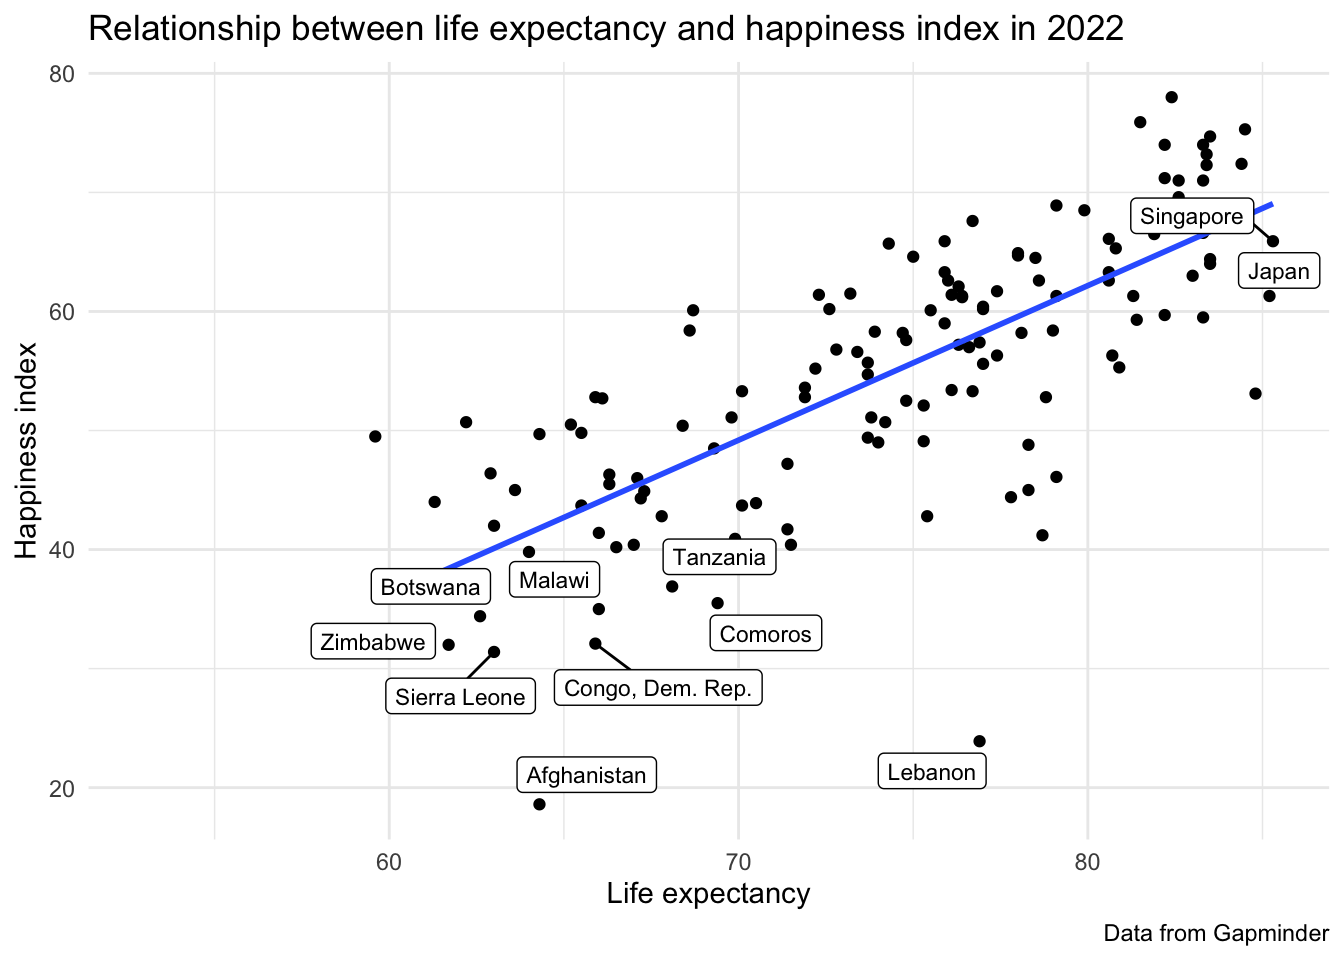 Relationship between life expectancy and happiness index in 2022
80
60
40
20
Happiness index
Singapore
Japan
Tanzania
Botswana
Malawi
Zimbabwe
Comoros
Sierra Leone
Congo, Dem. Rep.
Afghanistan
Lebanon
60
70
80
Life expectancy
Data from Gapminder